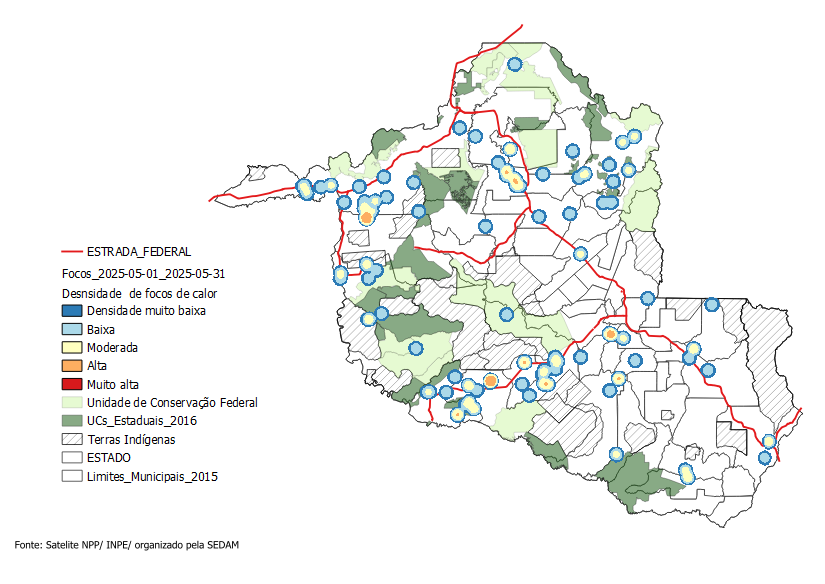 ESTRADA_FEDERAL
Focos_2025-05-01_2025-05-31
Desnsidade de focos de calor
Densidade muito baixa
Baixa
Moderada
Alta
Muito alta
Unidade de Conservação Federal
UCs_Estaduais_2016
Terras Indígenas
ESTADO
Limites_Municipais_2015
Fonte: Satelite NPP/ INPE/ organizado pela SEDAM